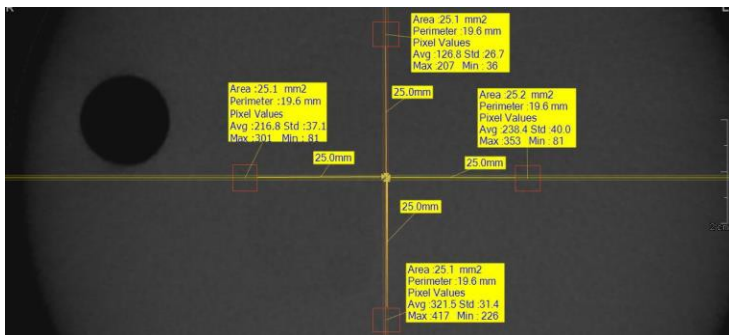 R
Area :25.1 mm2
Perimeter :19.6 mm
Pixel Values
Avg :126.8 Std :26.7
Max :207 Min : 36
25.0mm
Area :25.1 mm2
Perimeter :19.6 mm
Pixel Values
Avg :216.8 Std :37.1
Max :301 Min : 81
25.0mm
Area :25.2 mm2
Perimeter :19.6 mm
Pixel Values
Avg :238.4 Std :40.0
Max :353 Min : 81
25.0mm
25.0mm
Area :25.1 mm2
Perimeter :19.6 mm
Pixel Values
Avg :321.5 Std :31.4
Max :417 Min : 226